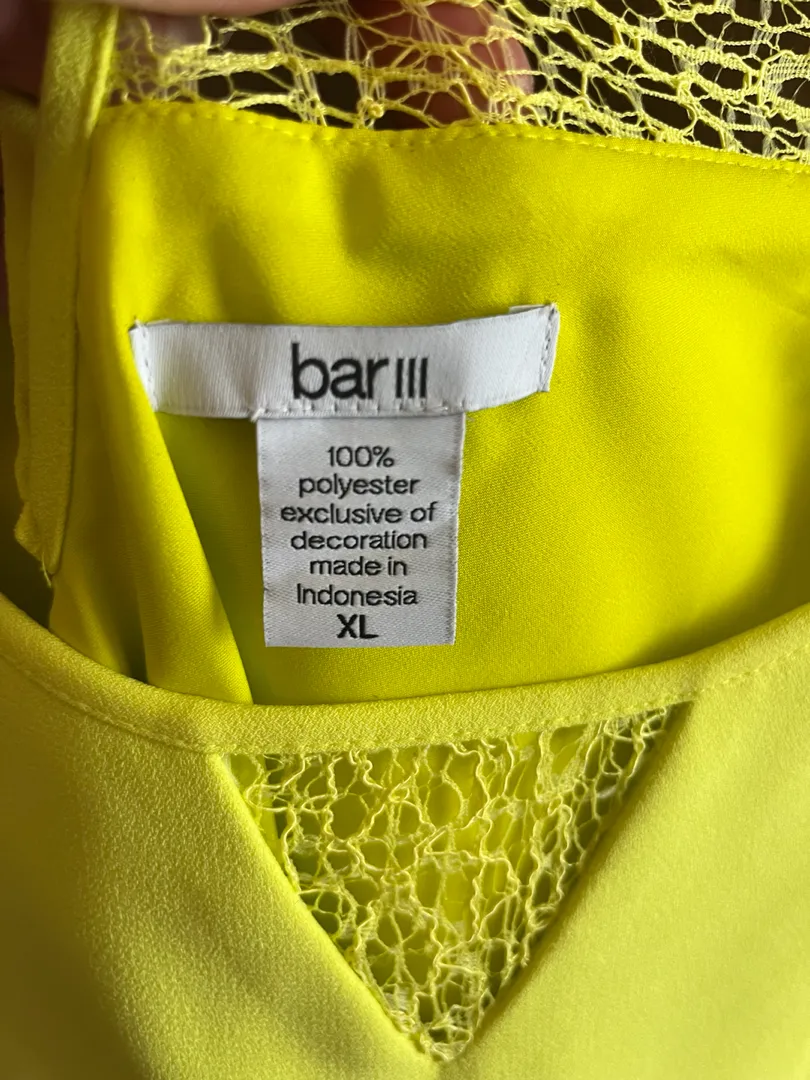 bar III
100%
polyester
exclusive of
decoration
made in
Indonesia
XL